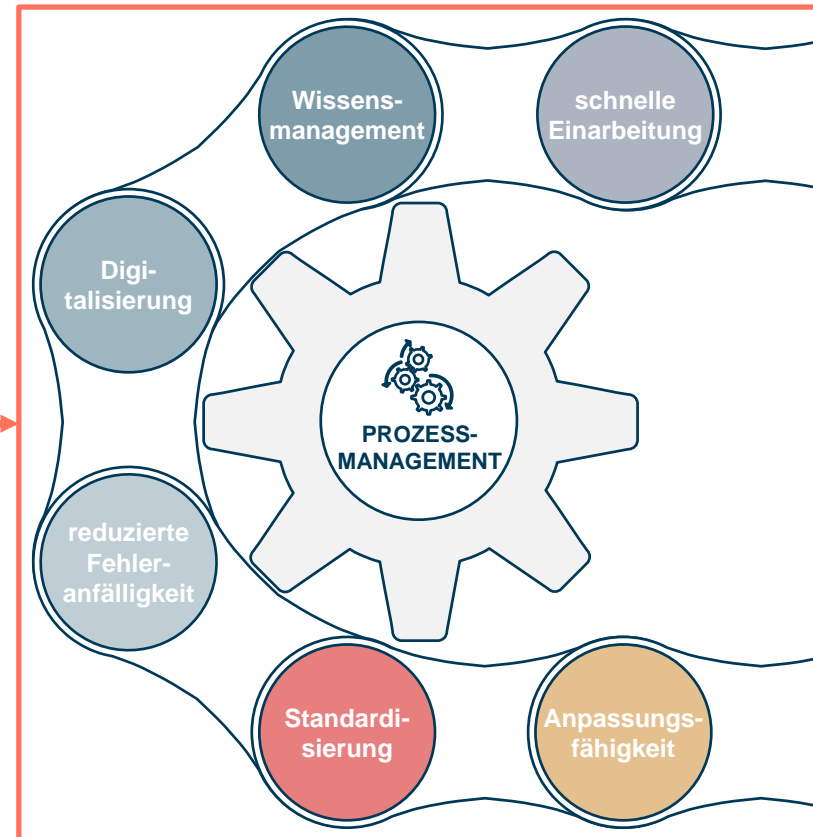 Wissens-
management
schnelle
Einarbeitung
Digi-
talisierung
PROZESS-
MANAGEMENT
reduzierte
Fehler-
anfälligkeit
Standardi-
sierung
Anpassungs-
fähigkeit